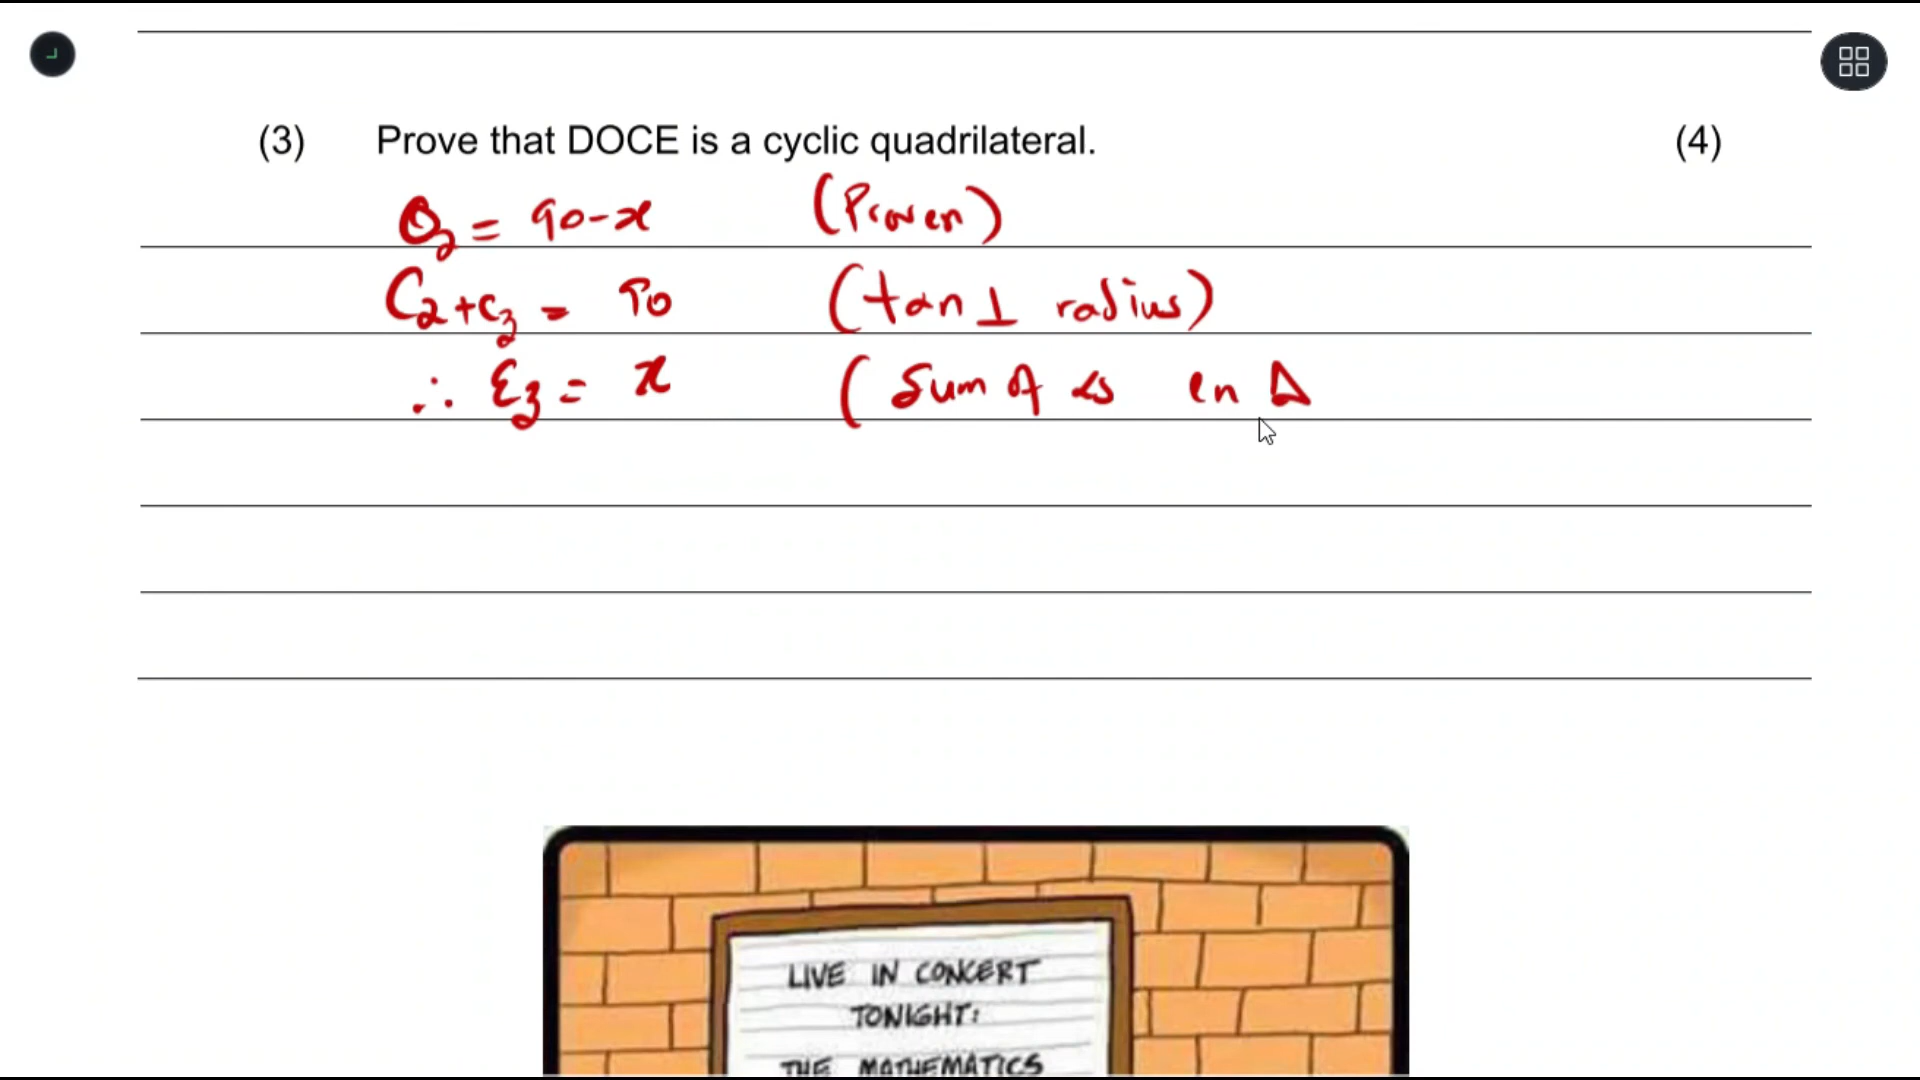 (3) Prove that DOCE is a cyclic quadrilateral. (4)
O₂ = 90-x (Proven)
C₂+C₃ = 90 (tan ⊥ radius)
∴ E₃ = x (Sum of ∠s in Δ
LIVE IN CONCERT
TONIGHT:
THE MATHEMATICS